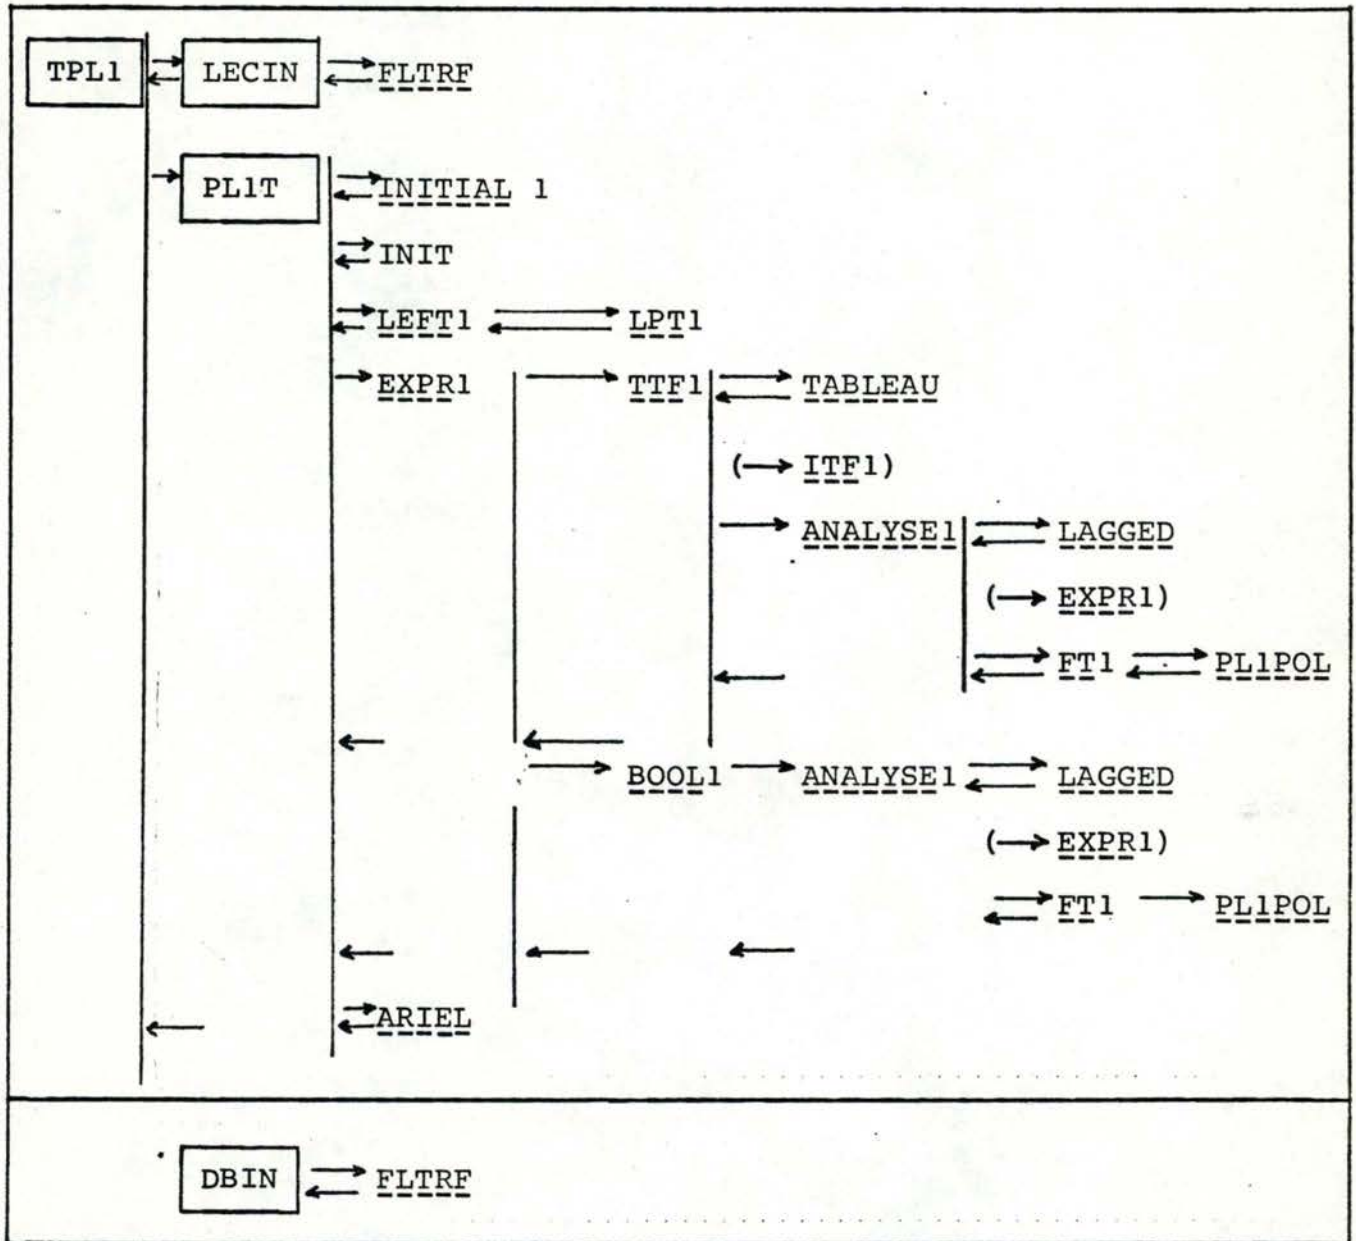 TPL1 LECIN FLTRF
PL1T INITIAL 1
INIT
LEFT1 LPT1
EXPR1 TTF1 TABLEAU
( ITF1)
ANALYSE1 LAGGED
( EXPR1)
FT1 PL1POL
BOOL1 ANALYSE1 LAGGED
( EXPR1)
FT1 PL1POL
ARIEL
DBIN FLTRF